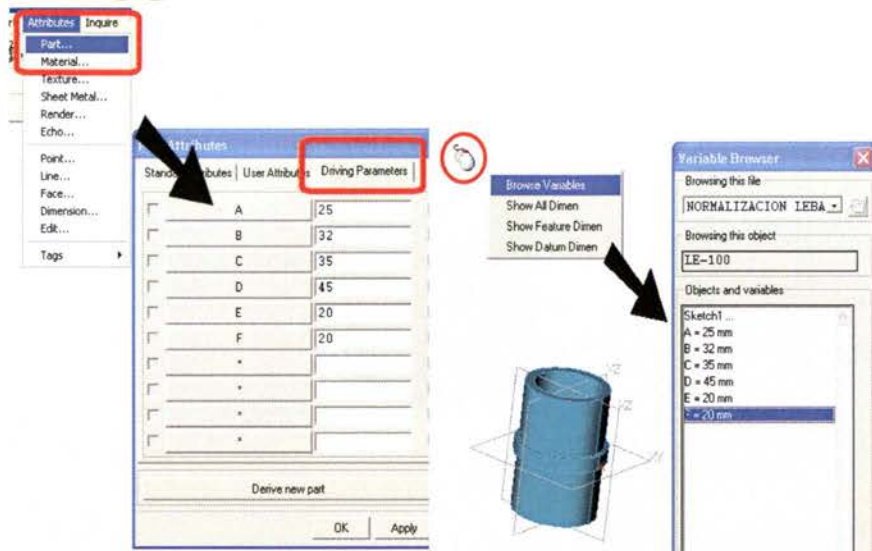 Attributes Inquire
Part...
Material...
Texture...
Sheet Metal...
Render...
Echo...
Point...
Line...
Face...
Dimension...
Edit...
Tags
Attributes
User Attributes Driving Parameters
A 25
B 32
C 35
D 45
E 20
F 20
*
*
*
*
Derive new part
OK Apply
Browse Variables
Show All Dimen
Show Feature Dimen
Show Datum Dimen
Variable Browser
Browsing this file
NORMALIZACION LEBA
Browsing this object
LE-100
Objects and variables
Sketch1 ...
A = 25 mm
B = 32 mm
C = 35 mm
D = 45 mm
E = 20 mm
F = 20 mm